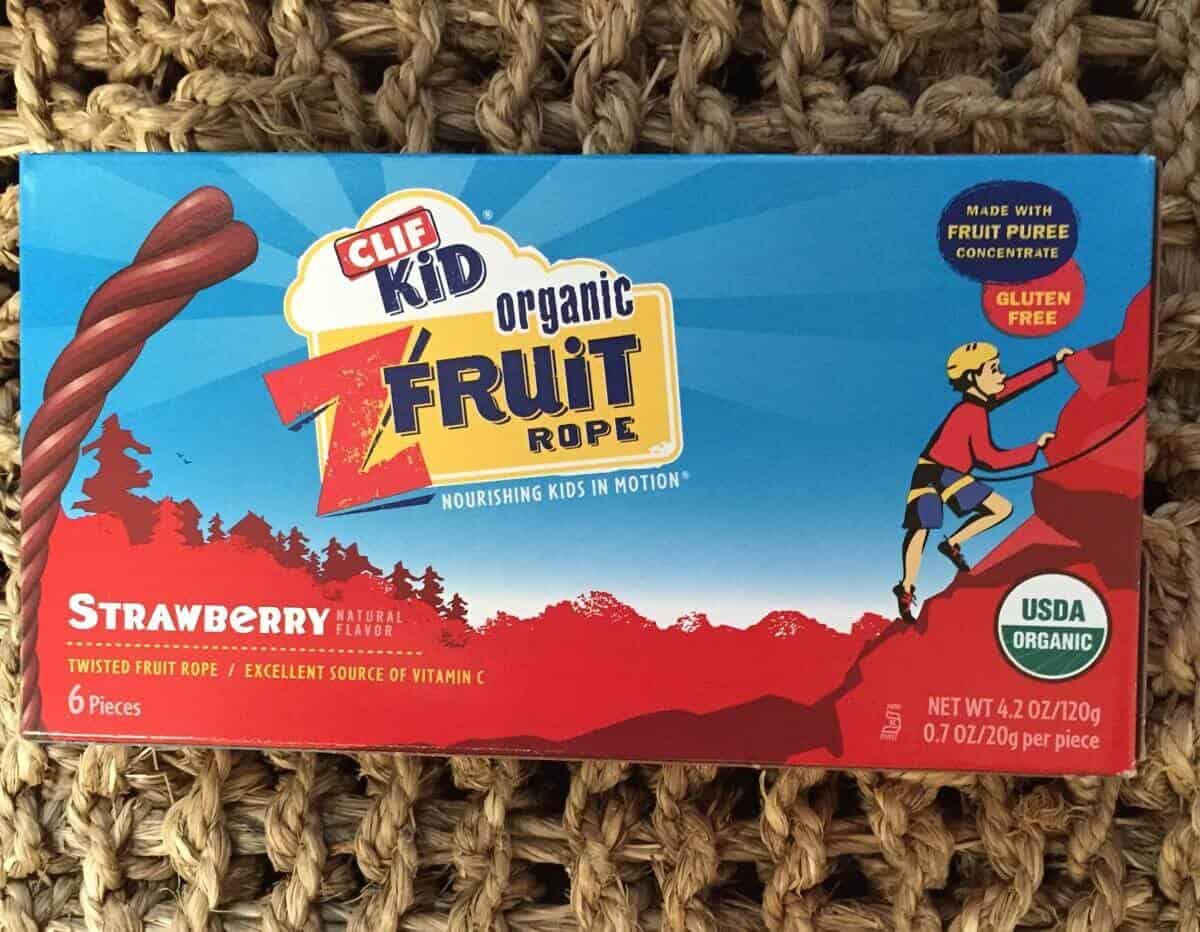 CLIF
KiD®
organic
ZFRUiT
ROPE
NOURISHING KIDS IN MOTION®
MADE WITH
FRUIT PUREE
CONCENTRATE
GLUTEN
FREE
STRAWBeRRY NATURAL
FLAVOR
TWISTED FRUIT ROPE / EXCELLENT SOURCE OF VITAMIN C
6 Pieces
USDA
ORGANIC
NET WT 4.2 OZ/120g
0.7 OZ/20g per piece